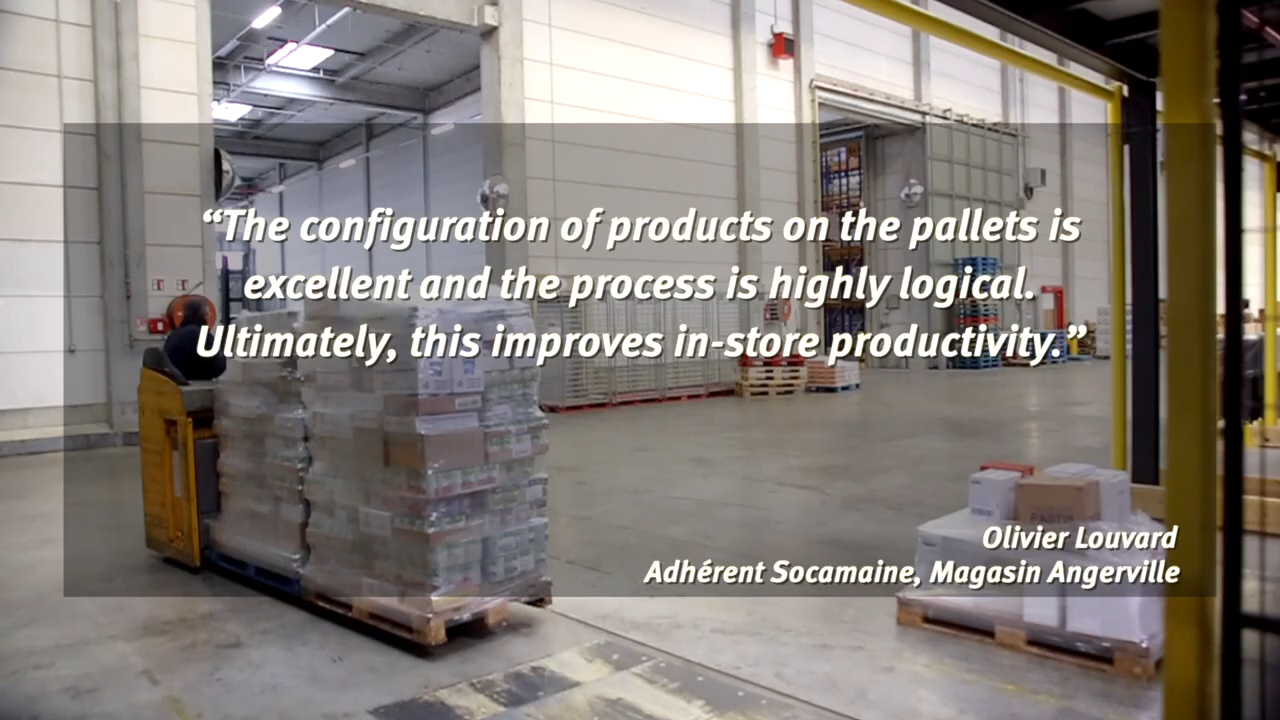 “The configuration of products on the pallets is
excellent and the process is highly logical.
Ultimately, this improves in-store productivity.”
Olivier Louvard
Adhérent Socamaine, Magasin Angerville